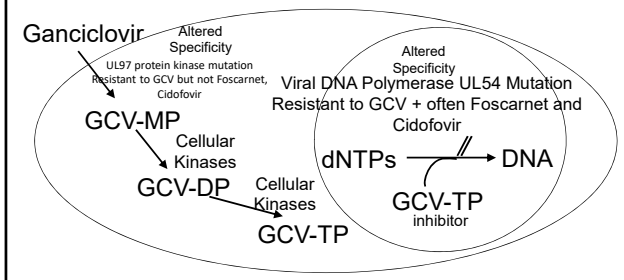 Ganciclovir
Altered
Specificity
UL97 protein kinase mutation
Resistant to GCV but not Foscarnet,
Cidofovir
GCV-MP
Cellular
Kinases
GCV-DP
Cellular
Kinases
GCV-TP
Altered
Specificity
Viral DNA Polymerase UL54 Mutation
Resistant to GCV + often Foscarnet and
Cidofovir
dNTPs
DNA
GCV-TP
inhibitor